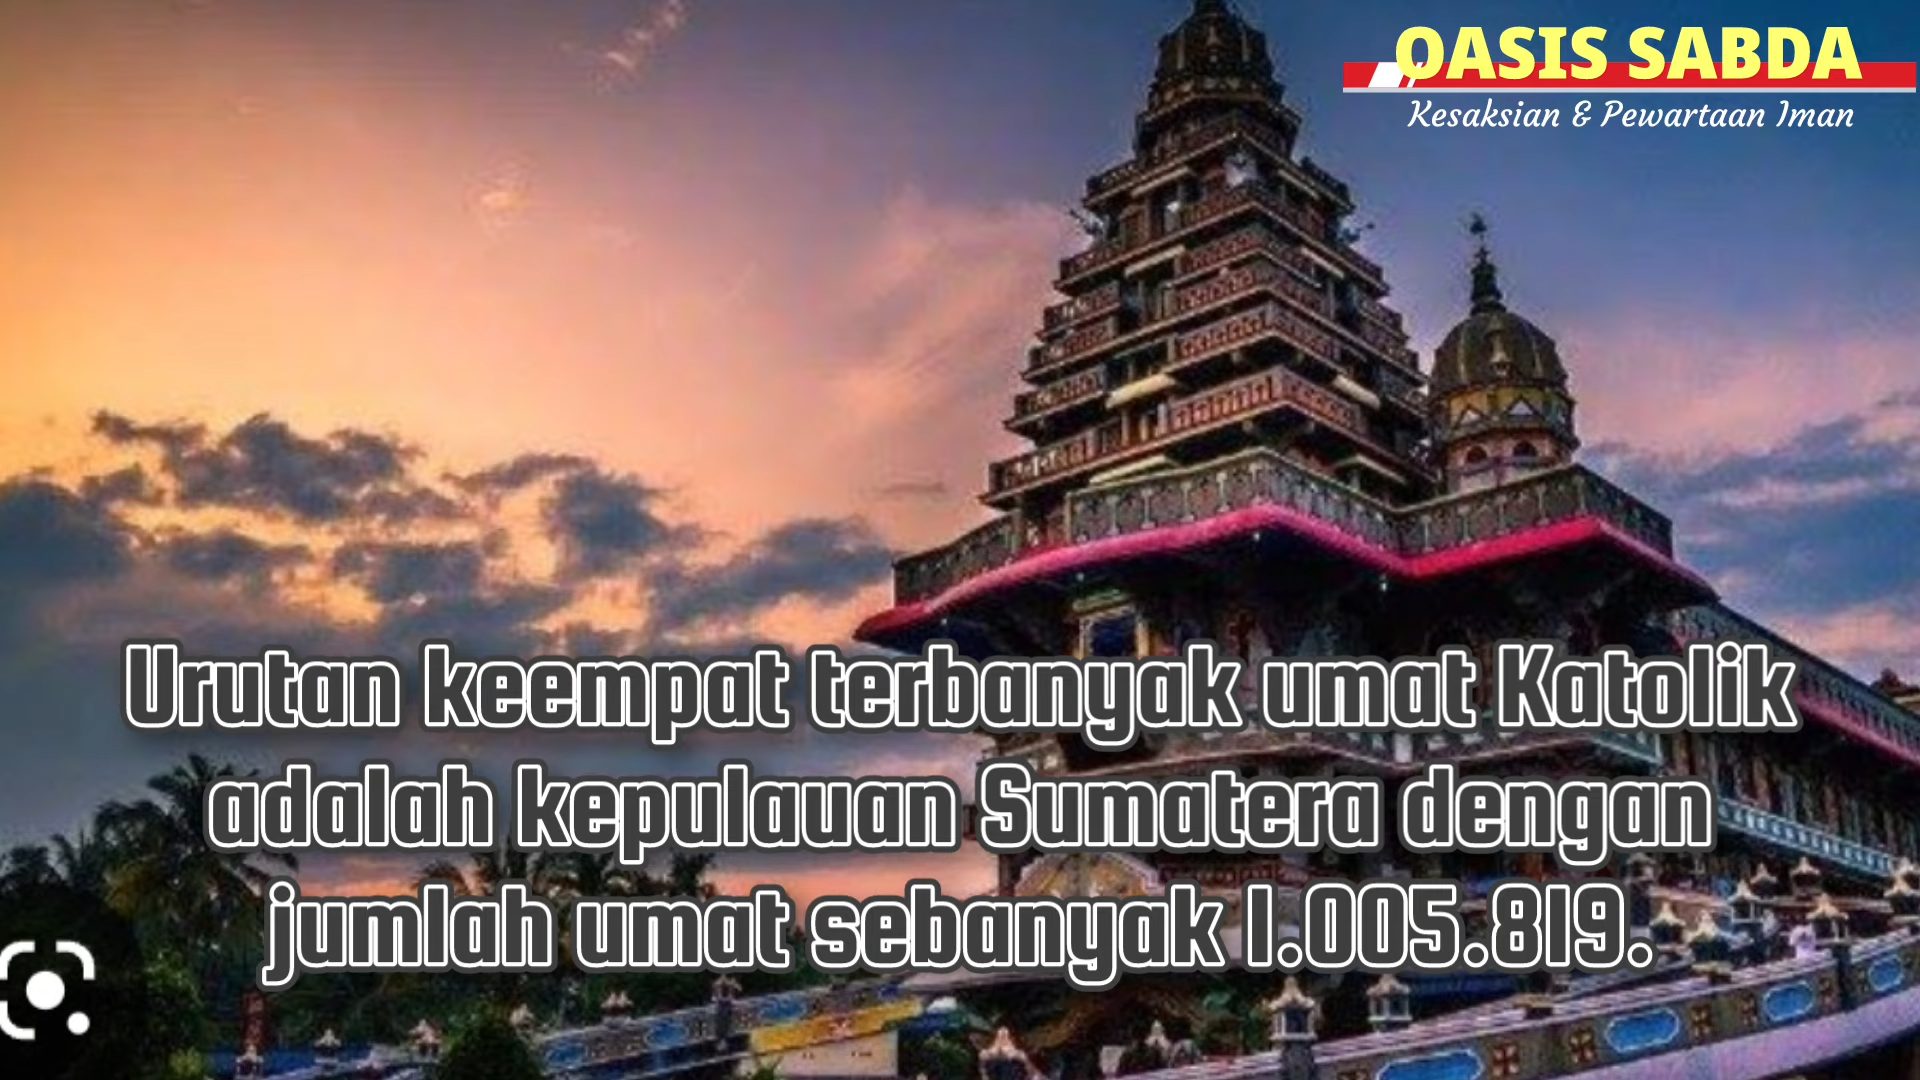 OASIS SABDA
Kesaksian & Pewartaan Iman
Urutan keempat terbanyak umat Katolik
adalah kepulauan Sumatera dengan
jumlah umat sebanyak 1.005.819.